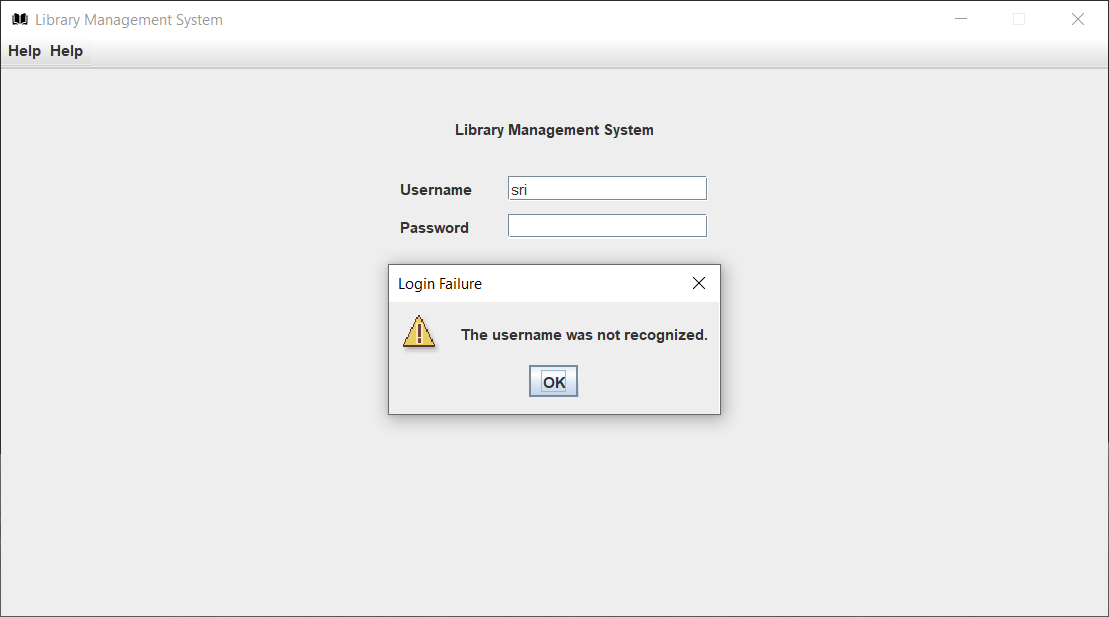 Library Management System
Help Help
Library Management System
Username sri
Password
Login Failure
The username was not recognized.
OK